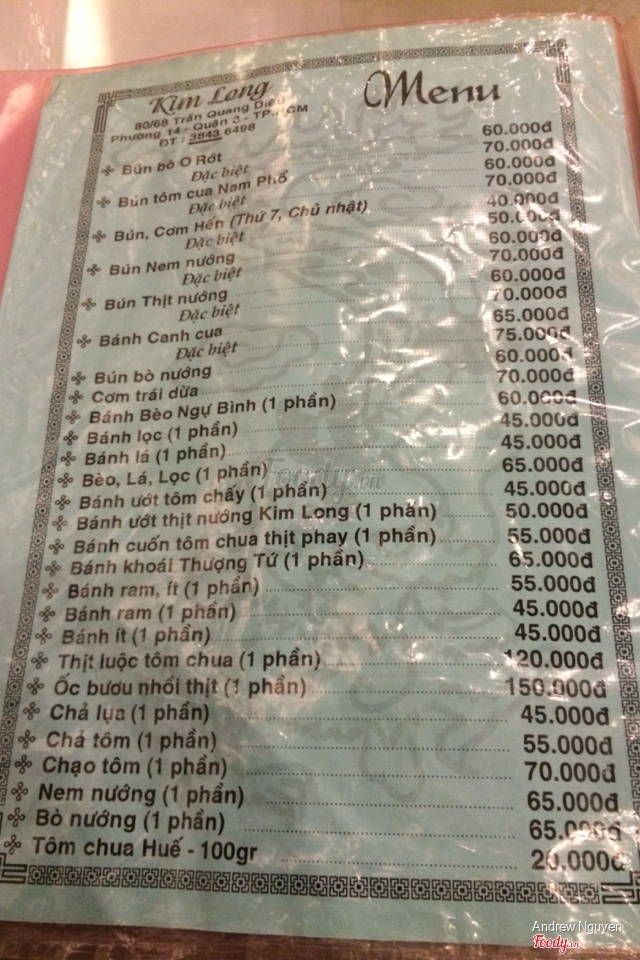 Kim Long
80/68 Trần Quang Diệu
Phường 14 - Quận 3 - TP.HCM
ĐT : 3843 6498
Menu
Bún bò O Rớt 60.000đ
Đặc biệt 70.000đ
Bún tôm cua Nam Phổ 60.000đ
Đặc biệt 70.000đ
Bún, Cơm Hến (Thứ 7, Chủ nhật) 40.000đ
Đặc biệt 50.000đ
Bún Nem nướng 60.000đ
Đặc biệt 70.000đ
Bún Thịt nướng 60.000đ
Đặc biệt 70.000đ
Bánh Canh cua 65.000đ
Đặc biệt 75.000đ
Bún bò nướng 60.000đ
Cơm trái dừa 70.000đ
Bánh Bèo Ngự Bình (1 phần) 60.000đ
Bánh lọc (1 phần) 45.000đ
Bánh lá (1 phần) 45.000đ
Bèo, Lá, Lọc (1 phần) 65.000đ
Bánh ướt tôm chấy (1 phần) 45.000đ
Bánh ướt thịt nướng Kim Long (1 phần) 50.000đ
Bánh cuốn tôm chua thịt phay (1 phần) 55.000đ
Bánh khoái Thượng Tứ (1 phần) 65.000đ
Bánh ram, ít (1 phần) 55.000đ
Bánh ram (1 phần) 45.000đ
Bánh ít (1 phần) 45.000đ
Thịt luộc tôm chua (1 phần) 120.000đ
Ốc bươu nhồi thịt (1 phần) 150.000đ
Chả lụa (1 phần) 45.000đ
Chả tôm (1 phần) 55.000đ
Chạo tôm (1 phần) 70.000đ
Nem nướng (1 phần) 65.000đ
Bò nướng (1 phần) 65.000đ
Tôm chua Huế - 100gr 20.000đ
Foody.vn
Andrew Nguyen
Foody.vn